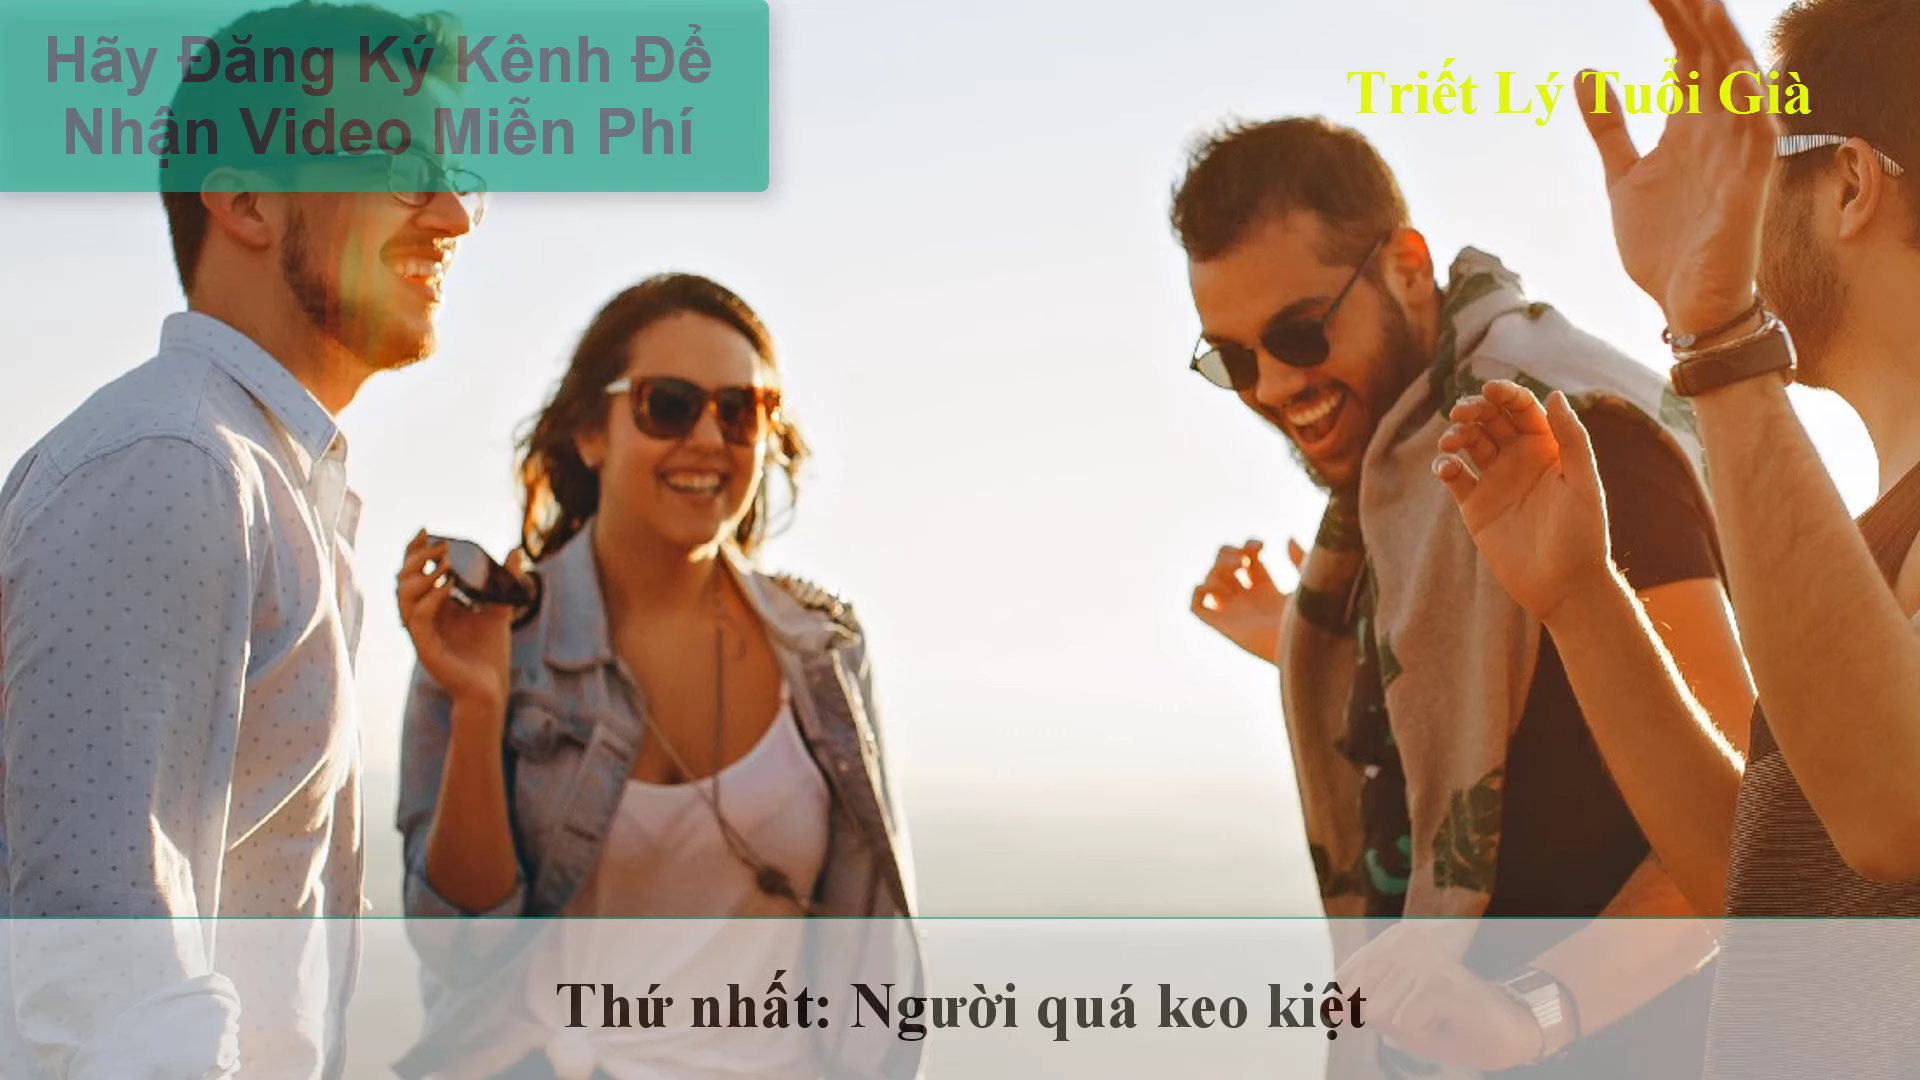 Hãy Đăng Ký Kênh Để
Nhận Video Miễn Phí
Triết Lý Tuổi Già
Thứ nhất: Người quá keo kiệt